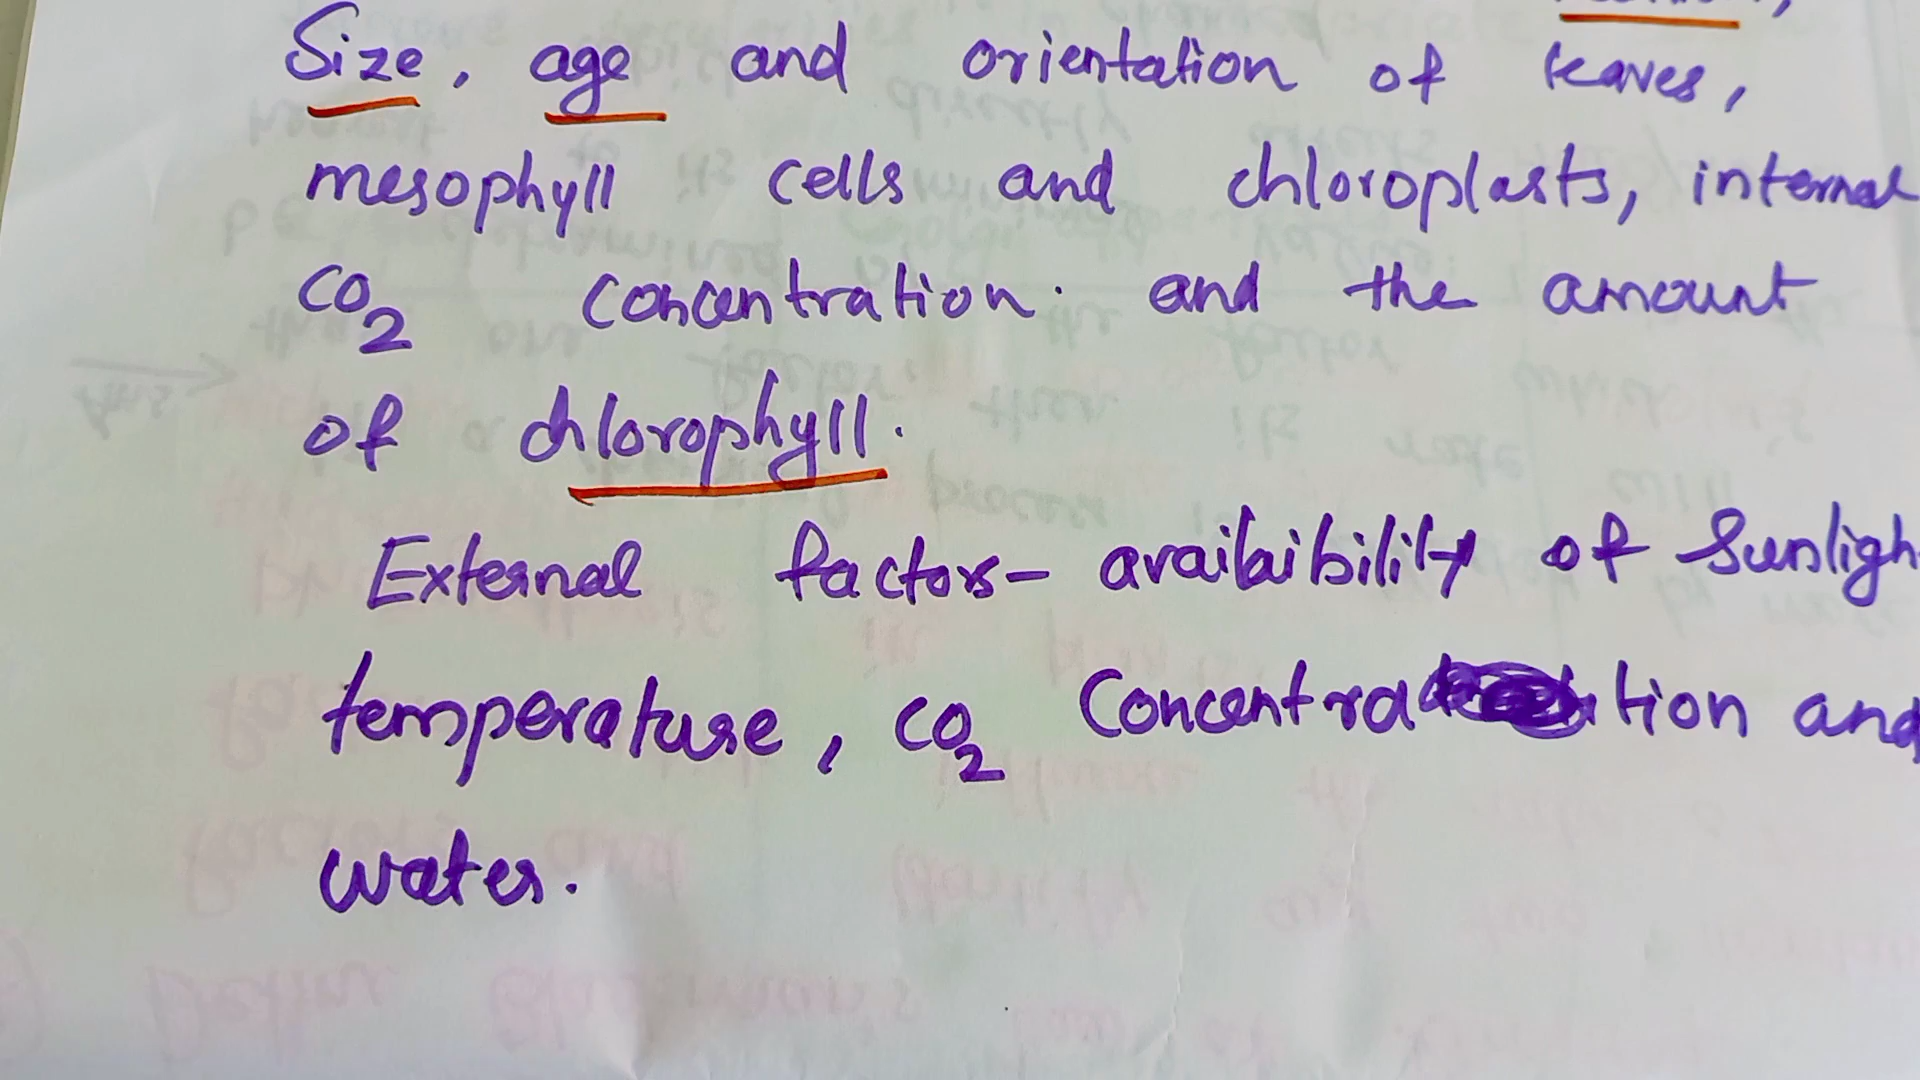 Size, age and orientation of leaves,
mesophyll cells and chloroplasts, internal
CO2 concentration. and the amount
of chlorophyll.
External factors- availaibility of Sunligh
temperature, CO2 Concentration and
water.